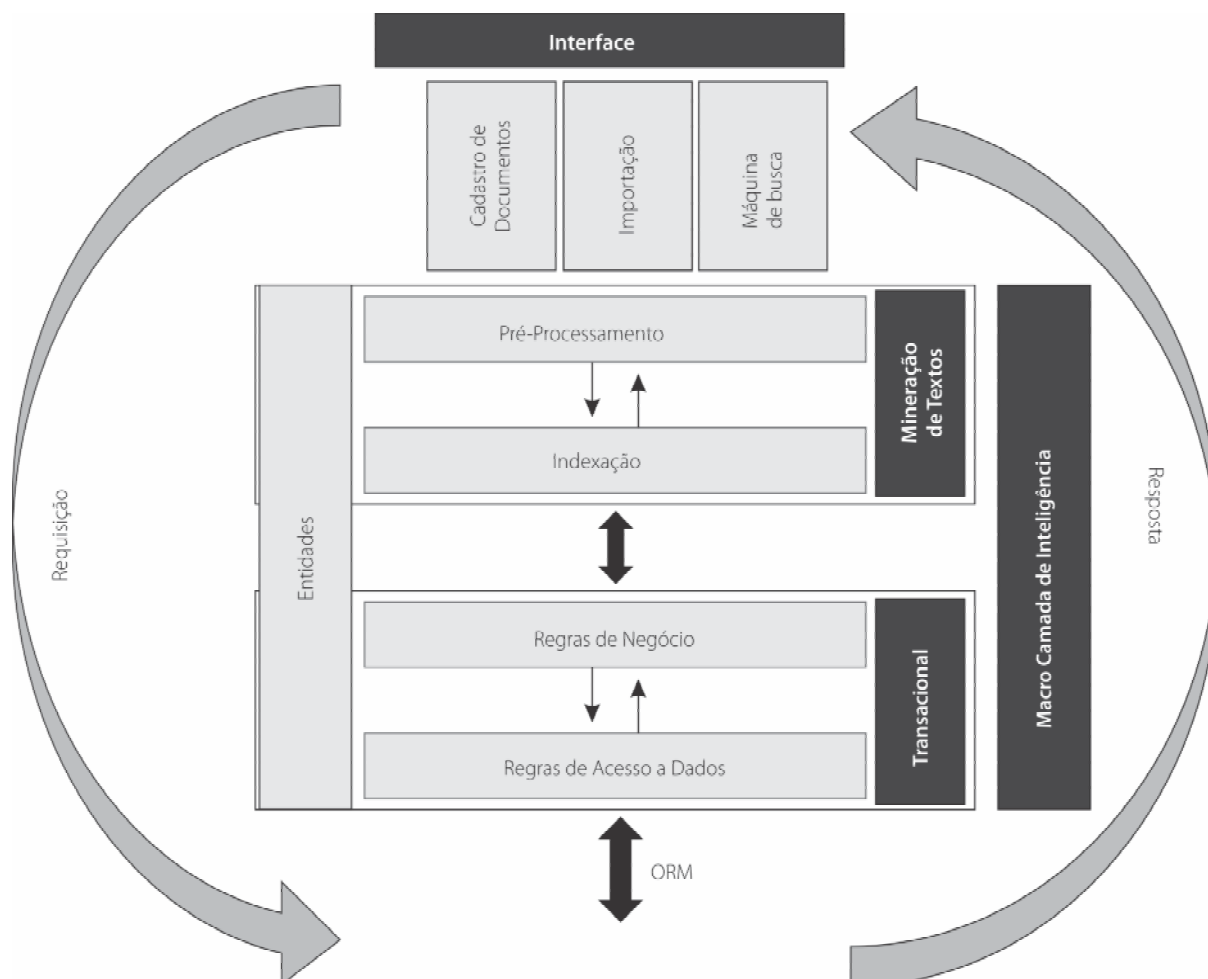 Interface
Cadastro de
Documentos
Importação
Máquina
de busca
Pré-Processamento
Indexação
Mineração
de Textos
Entidades
Requisição
Resposta
Macro Camada de Inteligência
Regras de Negócio
Regras de Acesso a Dados
Transacional
ORM